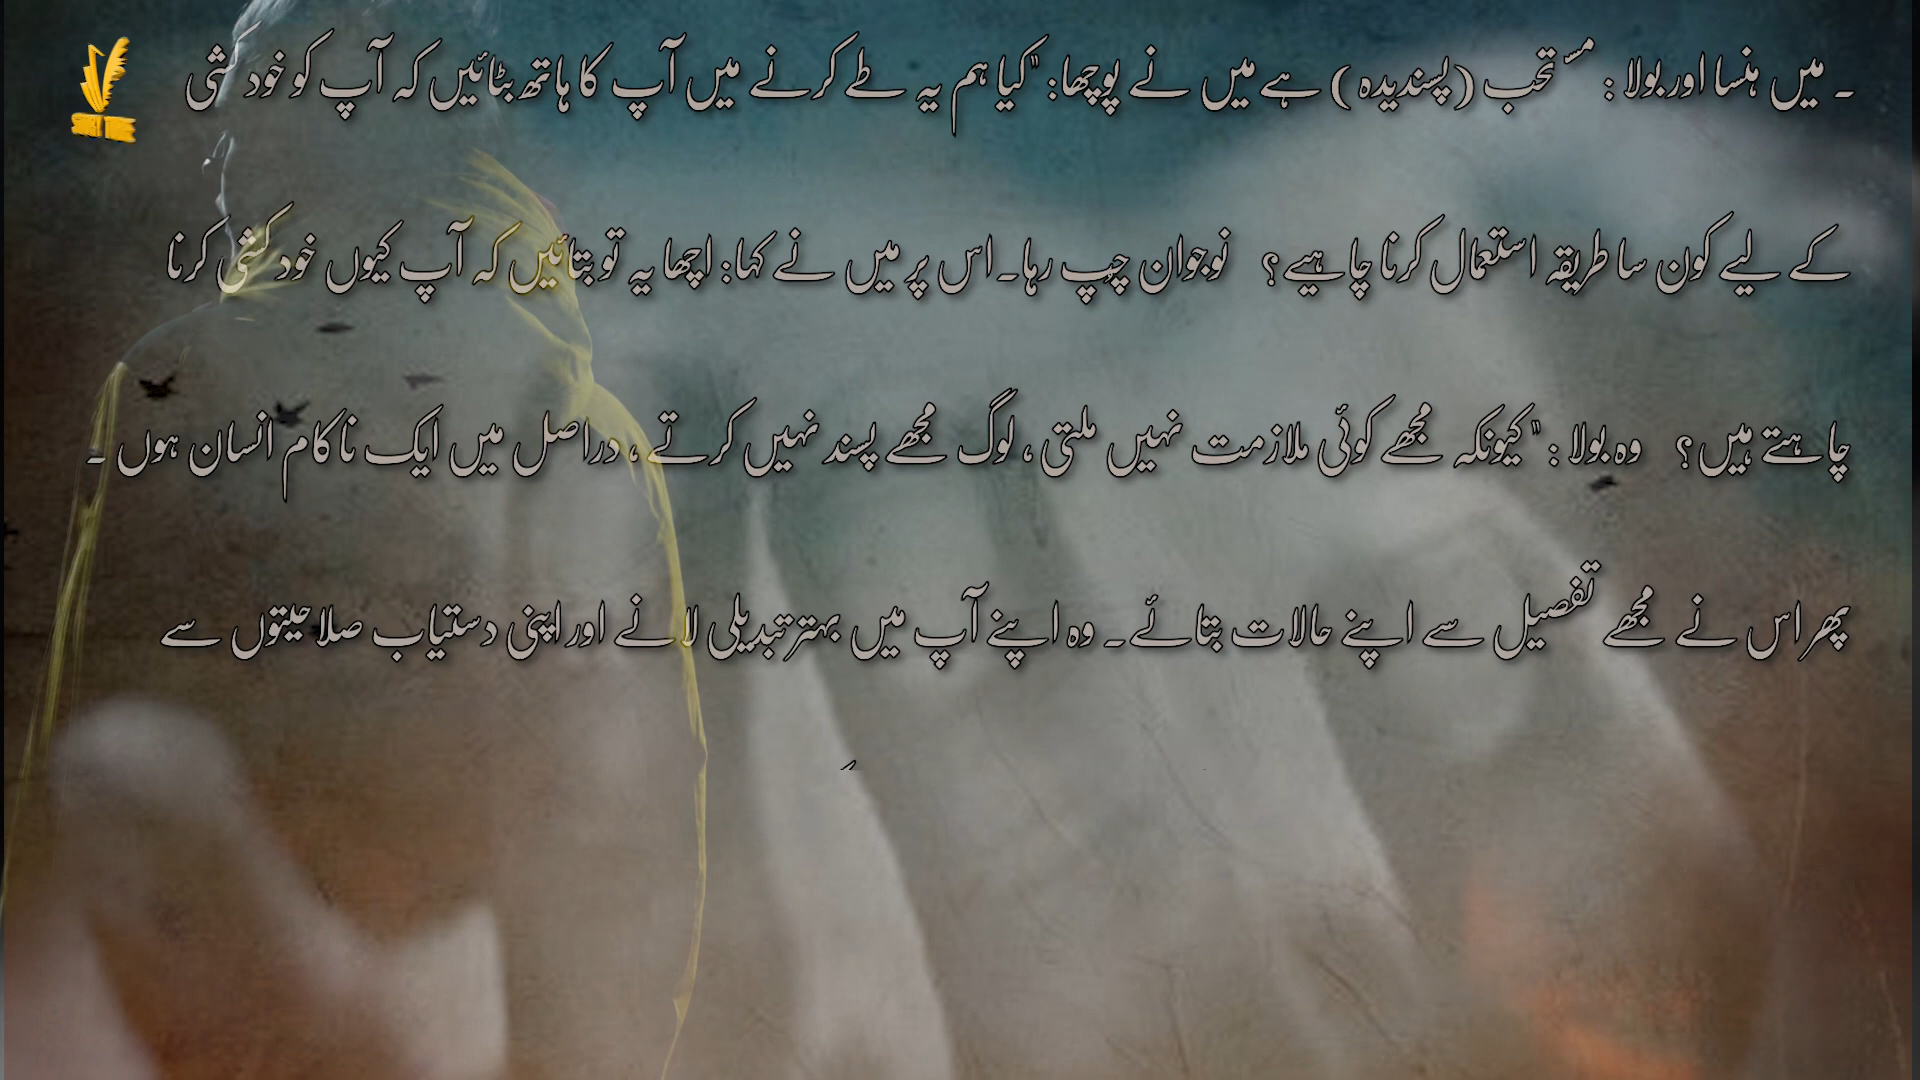 ۔ میں ہنسا اور بولا : مستحب (پسندیدہ ) ہے میں نے پوچھا: "کیا ہم یہ طے کرنے میں آپ کا ہاتھ بٹائیں کہ آپ کو خود کشی
کے لیے کون سا طریقہ استعمال کرنا چاہیے؟ نوجوان چپ رہا۔ اس پر میں نے کہا: اچھا یہ تو بتائیں کہ آپ کیوں خود کشی کرنا
چاہتے ہیں؟ وہ بولا : "کیونکہ مجھے کوئی ملازمت نہیں ملتی ، لوگ مجھے پسند نہیں کرتے ، دراصل میں ایک ناکام انسان ہوں ۔
پھر اس نے مجھے تفصیل سے اپنے حالات بتائے۔ وہ اپنے آپ میں بہتر تبدیلی لانے اور اپنی دستیاب صلاحیتوں سے